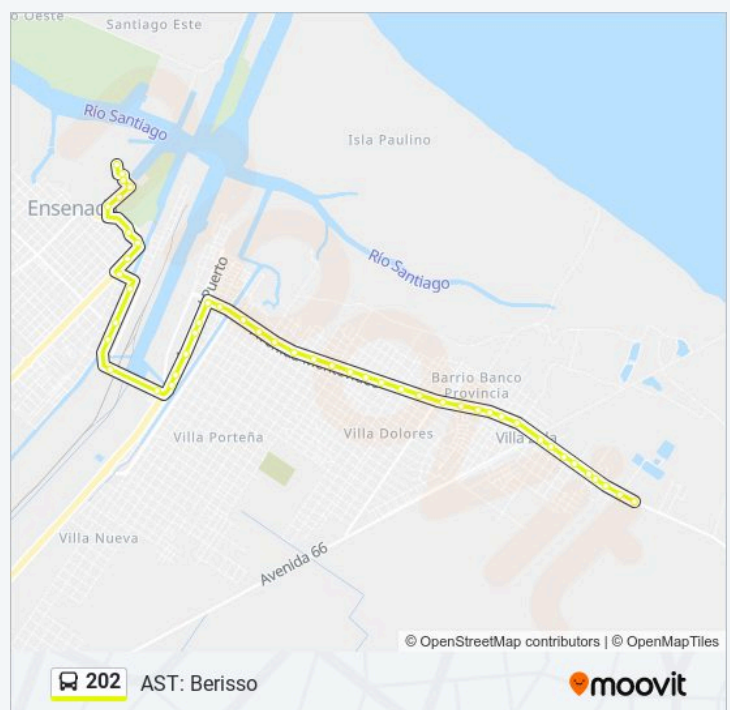 Santiago Este
Río Santiago
Isla Paulino
Ensenad
Río Santiago
Puerto
Barrio Banco
Provincia
Villa Porteña
Villa Dolores
Villa
Villa Nueva
Avenida 66
© OpenStreetMap contributors | © OpenMapTiles
202 AST: Berisso
moovit